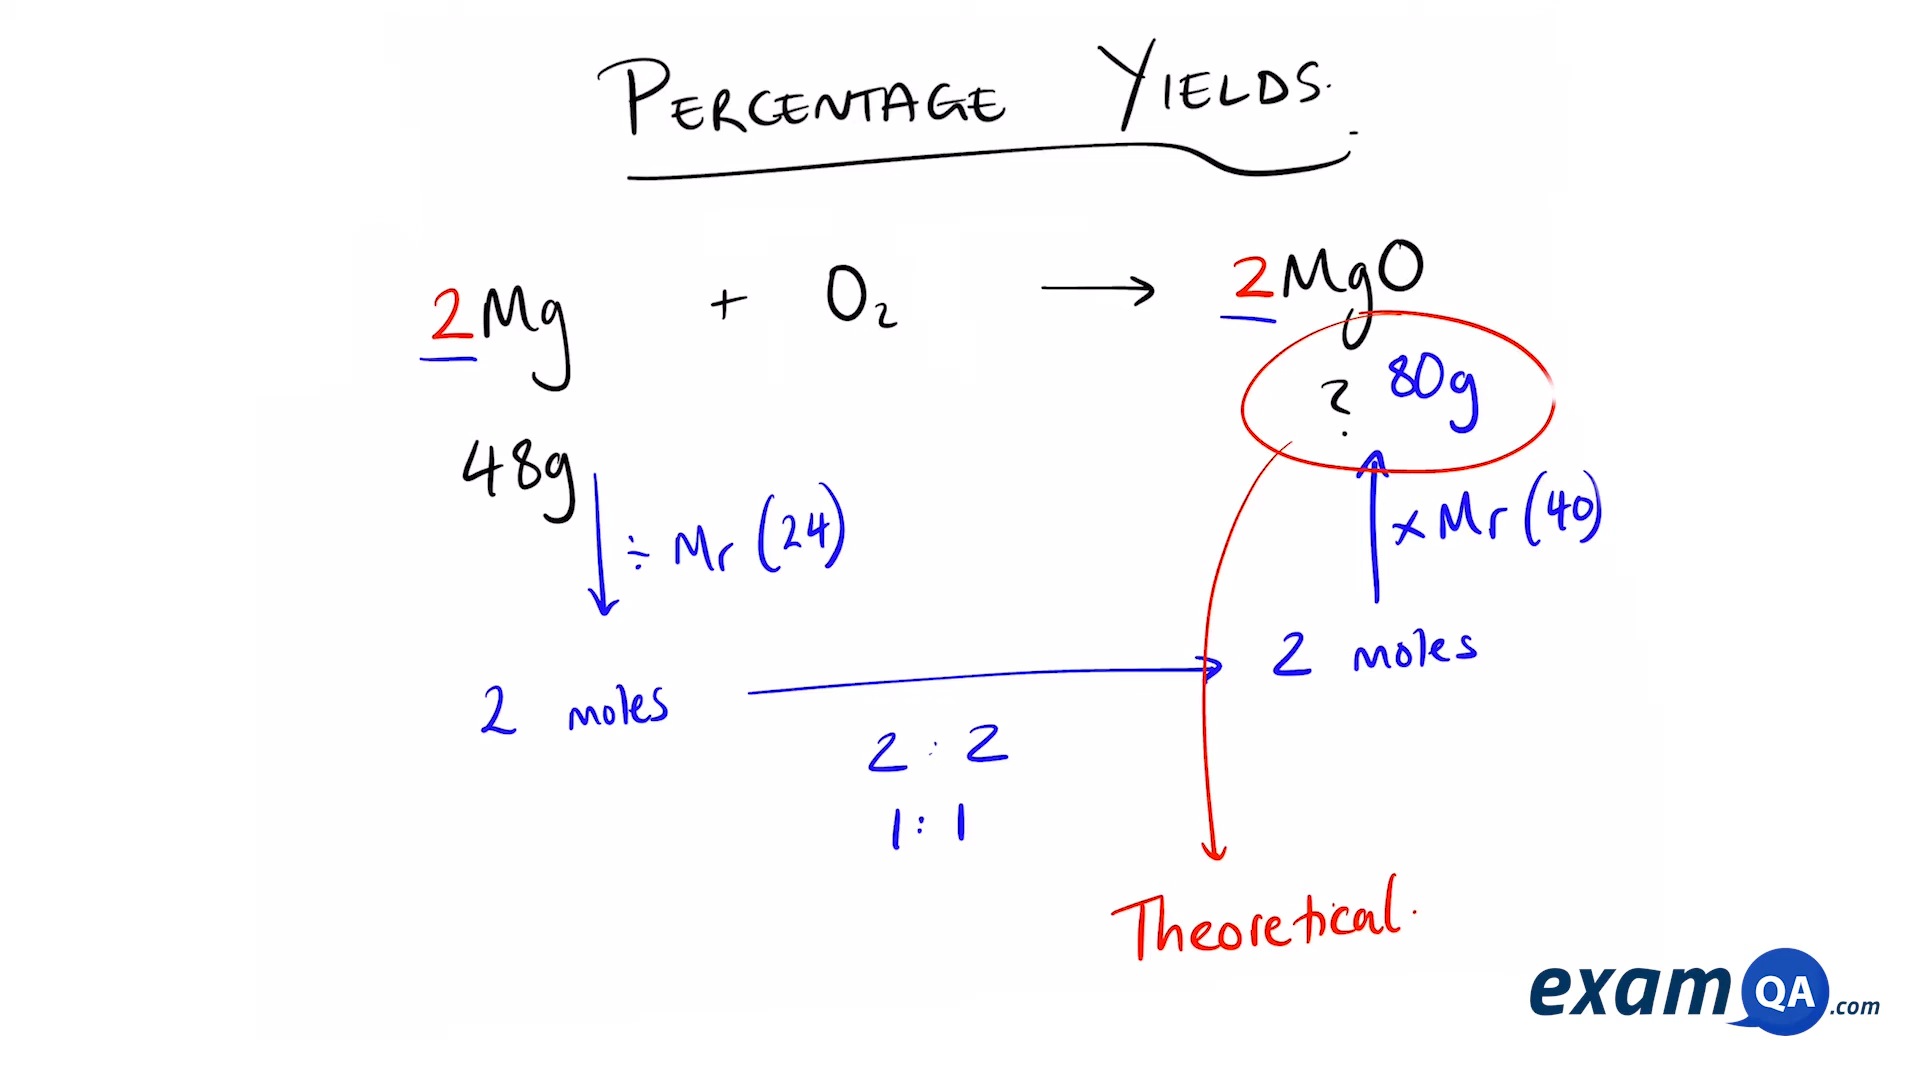 PERCENTAGE YIELDS.
2Mg + O₂ → 2MgO
? 80g
48g
÷ Mr (24)
x Mr (40)
2 moles
2 moles
2 : 2
1 : 1
Theoretical.
examQA.com